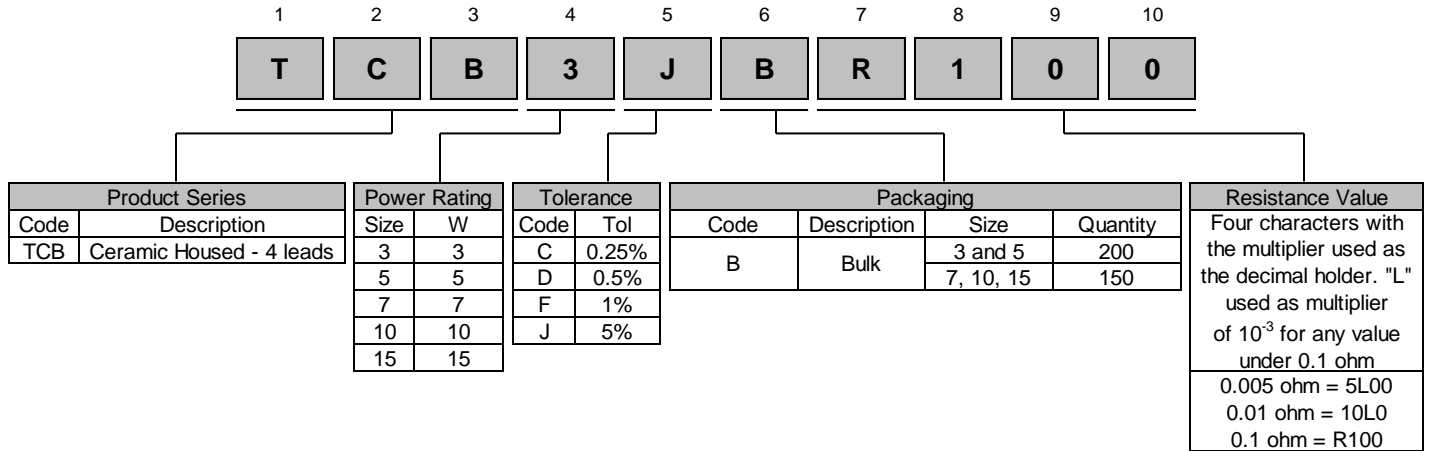 1 2 3 4 5 6 7 8 9 10
T C B 3 J B R 1 0 0
Product Series
Code Description
TCB Ceramic Housed - 4 leads
Power Rating
Size W
3 3
5 5
7 7
10 10
15 15
Tolerance
Code Tol
C 0.25%
D 0.5%
F 1%
J 5%
Packaging
Code Description Size Quantity
B Bulk 3 and 5 200
7, 10, 15 150
Resistance Value
Four characters with
the multiplier used as
the decimal holder. "L"
used as multiplier
of 10⁻³ for any value
under 0.1 ohm
0.005 ohm = 5L00
0.01 ohm = 10L0
0.1 ohm = R100